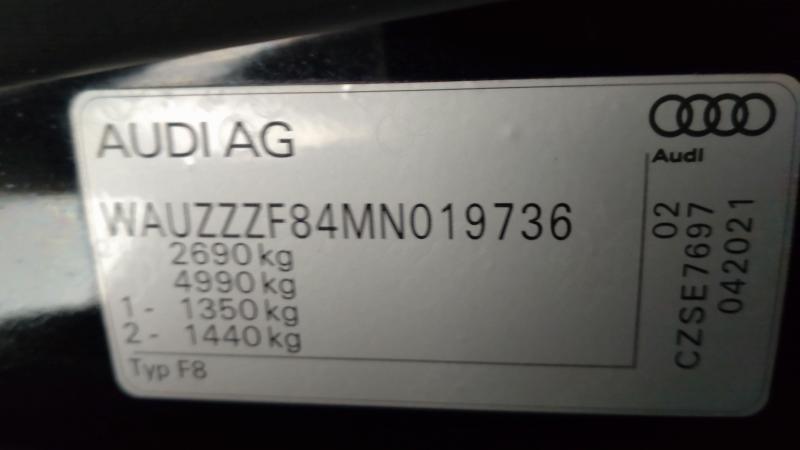 AUDI AG
Audi
WAUZZZF84MN019736
2690 kg
4990 kg
1- 1350 kg
2- 1440 kg
Typ F8
02
CZSE7697
042021